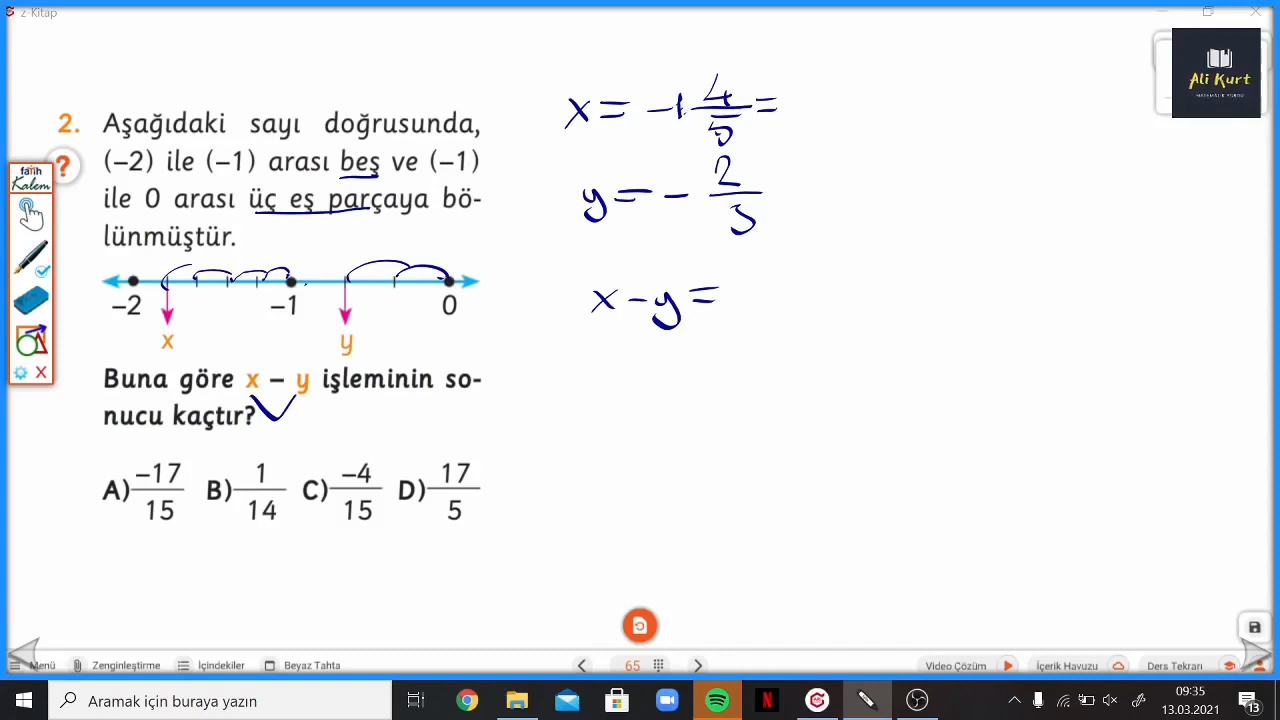 z-Kitap
Ali Kurt
fatih
Kalem
2. Aşağıdaki sayı doğrusunda,
(–2) ile (–1) arası beş ve (–1)
ile 0 arası üç eş parçaya bö-
lünmüştür.
–2 –1 0
x y
Buna göre x – y işleminin so-
nucu kaçtır?
A) –17/15 B) 1/14 C) –4/15 D) 17/5
x = –1 4/5 =
y = – 2/3
x – y =
Menü Zenginleştirme İçindekiler Beyaz Tahta 65 Video Çözüm İçerik Havuzu Ders Tekrarı
Aramak için buraya yazın
09:35
13.03.2021
13